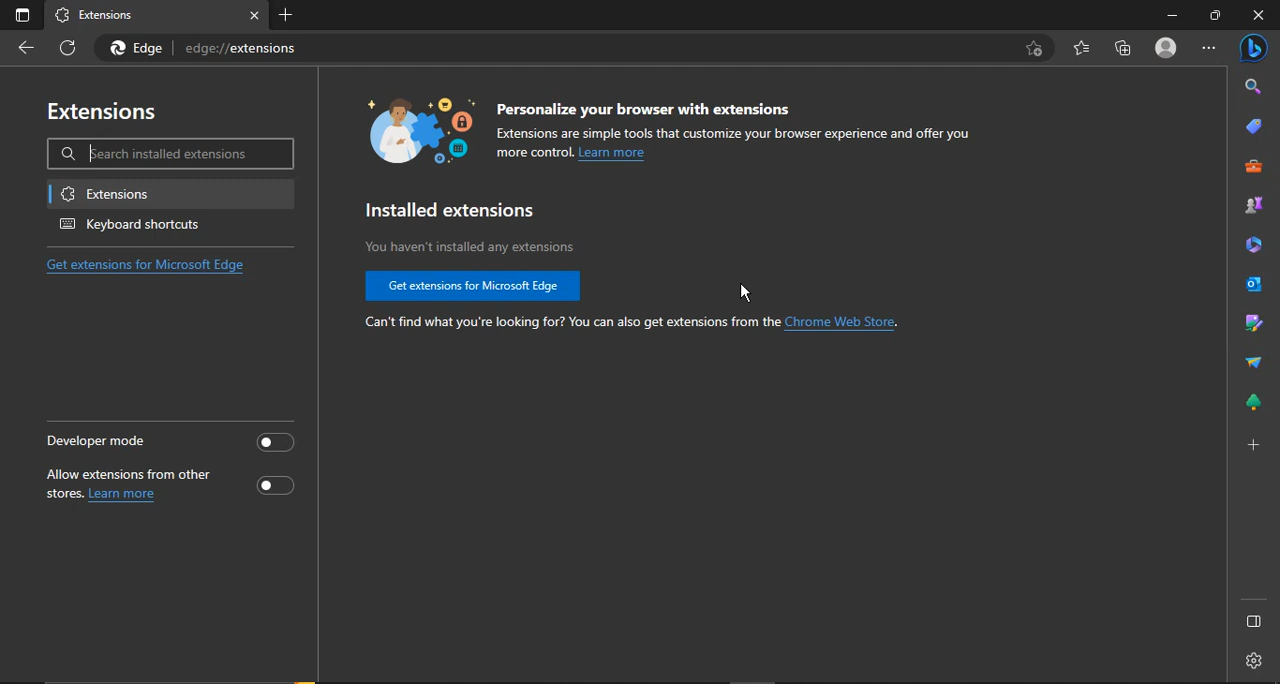 Extensions
Edge
edge://extensions
Extensions
Search installed extensions
Extensions
Keyboard shortcuts
Get extensions for Microsoft Edge
Developer mode
Allow extensions from other
stores. Learn more
Personalize your browser with extensions
Extensions are simple tools that customize your browser experience and offer you
more control. Learn more
Installed extensions
You haven't installed any extensions
Get extensions for Microsoft Edge
Can't find what you're looking for? You can also get extensions from the Chrome Web Store.